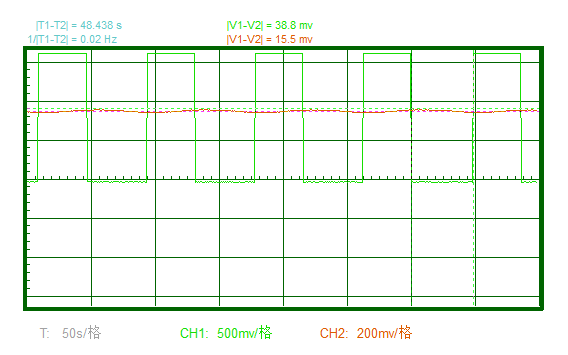 |T1-T2| = 48.438 s |V1-V2| = 38.8 mv
1/|T1-T2| = 0.02 Hz |V1-V2| = 15.5 mv
T: 50s/格 CH1: 500mv/格 CH2: 200mv/格